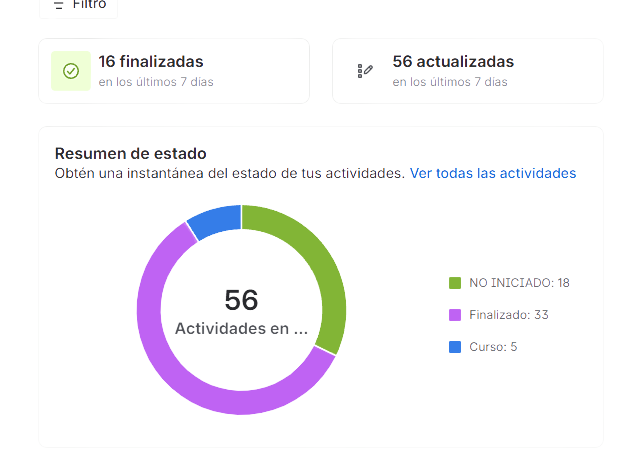 Filtro
16 finalizadas
en los últimos 7 días
56 actualizadas
en los últimos 7 días
Resumen de estado
Obtén una instantánea del estado de tus actividades. Ver todas las actividades
56
Actividades en ...
NO INICIADO: 18
Finalizado: 33
Curso: 5